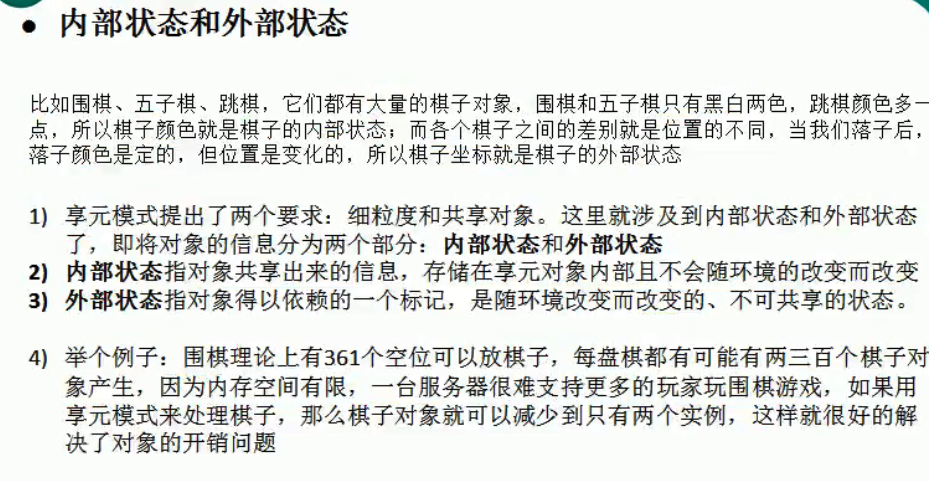 ● 内部状态和外部状态
比如围棋、五子棋、跳棋，它们都有大量的棋子对象，围棋和五子棋只有黑白两色，跳棋颜色多一
点，所以棋子颜色就是棋子的内部状态；而各个棋子之间的差别就是位置的不同，当我们落子后，
落子颜色是定的，但位置是变化的，所以棋子坐标就是棋子的外部状态
1) 享元模式提出了两个要求：细粒度和共享对象。这里就涉及到内部状态和外部状态
了，即将对象的信息分为两个部分：内部状态和外部状态
2) 内部状态指对象共享出来的信息，存储在享元对象内部且不会随环境的改变而改变
3) 外部状态指对象得以依赖的一个标记，是随环境改变而改变的、不可共享的状态。
4) 举个例子：围棋理论上有361个空位可以放棋子，每盘棋都有可能有两三百个棋子对
象产生，因为内存空间有限，一台服务器很难支持更多的玩家玩围棋游戏，如果用
享元模式来处理棋子，那么棋子对象就可以减少到只有两个实例，这样就很好的解
决了对象的开销问题